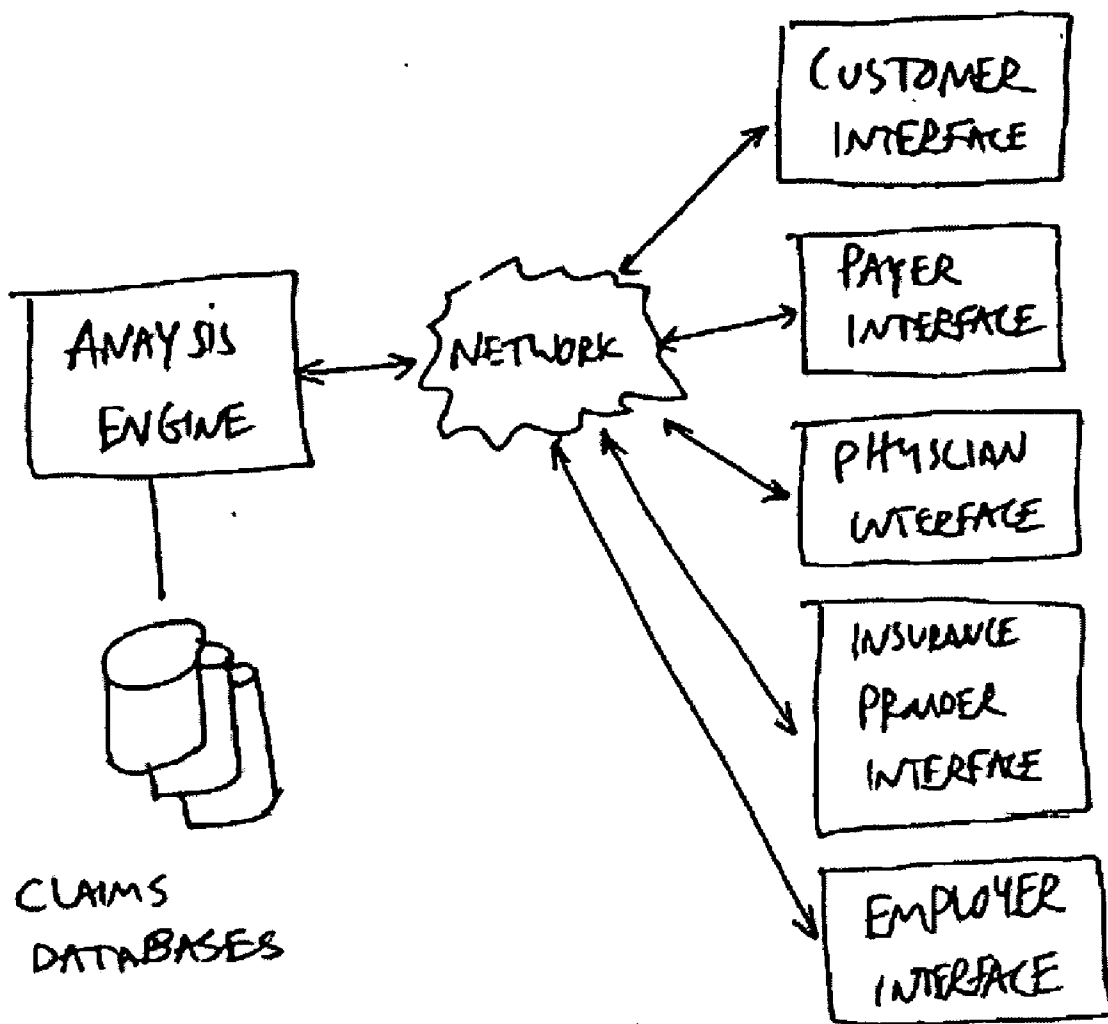 CUSTOMER
INTERFACE
PAYER
INTERFACE
ANAYSIS
ENGINE
NETWORK
PHYSCIAN
INTERFACE
INSURANCE
PROVIDER
INTERFACE
EMPLOYER
INTERFACE
CLAIMS
DATABASES